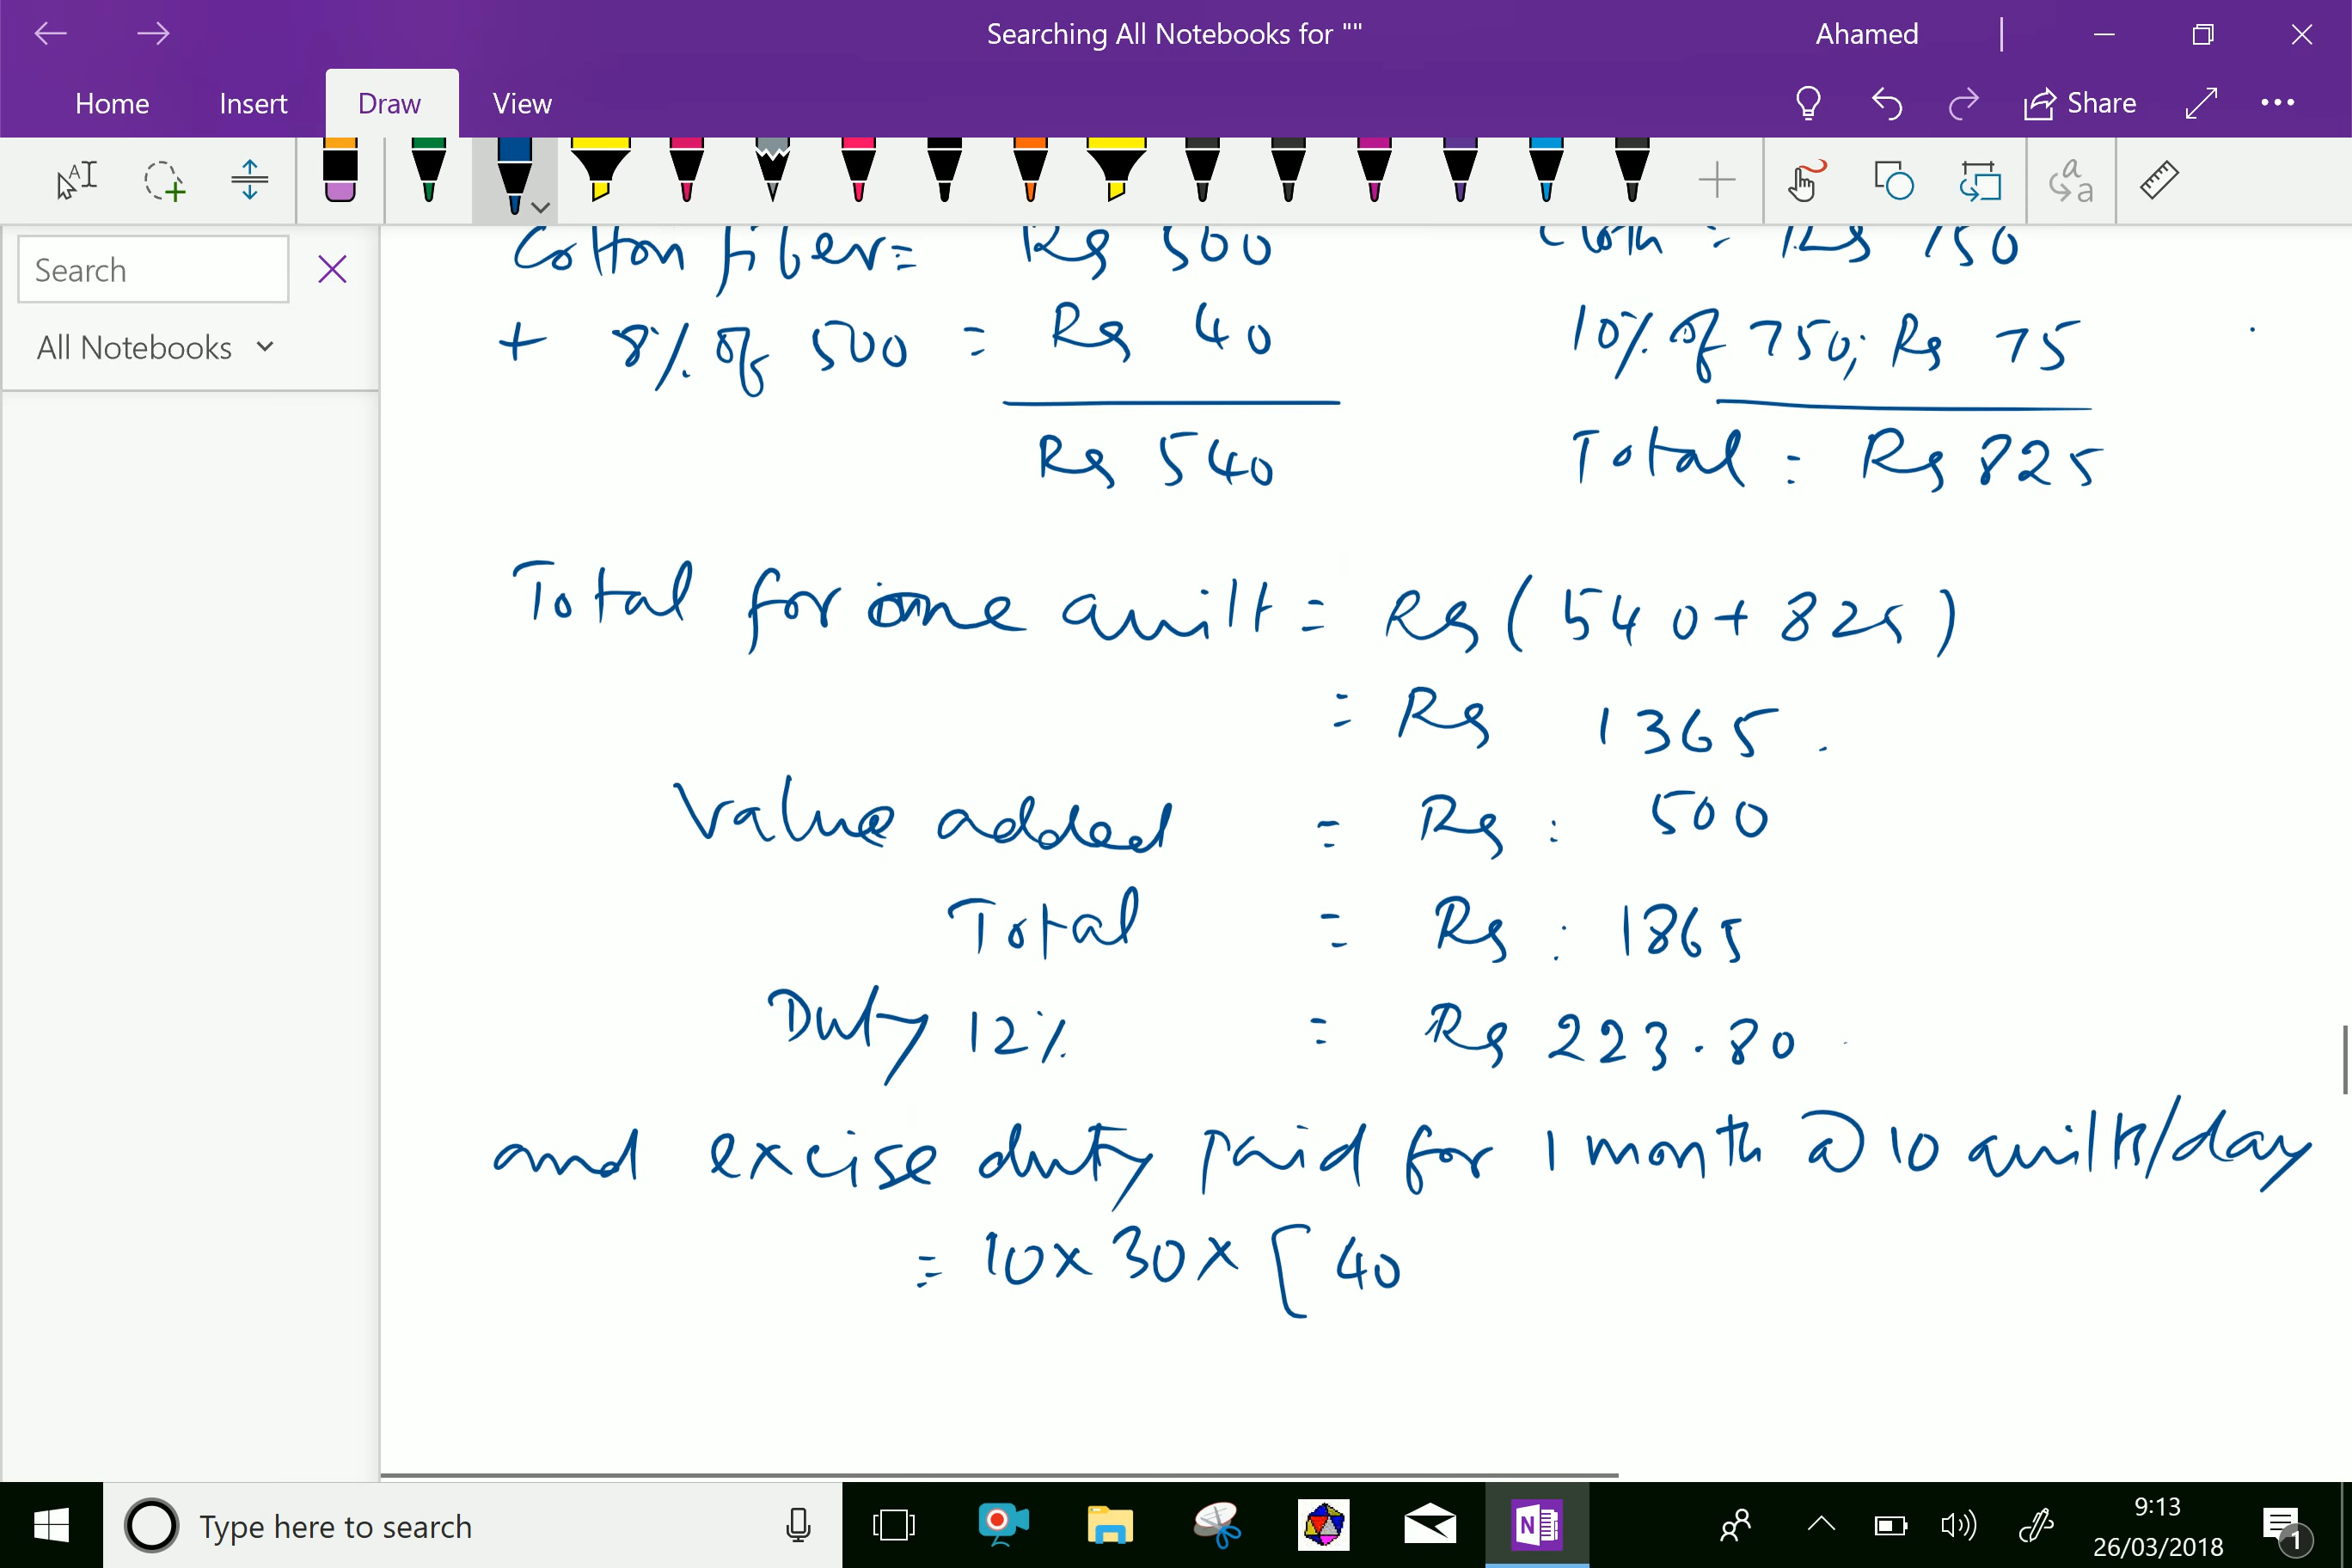 Searching All Notebooks for ""
Ahamed
Home Insert Draw View
Share
Search
All Notebooks
Cotton fiber = Rs 500
+ 8% of 500 = Rs 40
Rs 540
Cloth = Rs 750
10% of 750; Rs 75
Total = Rs 825
Total for one quilt = Rs (540+825)
= Rs 1365.
Value added = Rs : 500
Total = Rs : 1865
Duty 12% = Rs 223.80
and excise duty paid for 1 month @ 10 quilts/day
= 10 x 30 x [ 40
Type here to search
9:13
26/03/2018
1